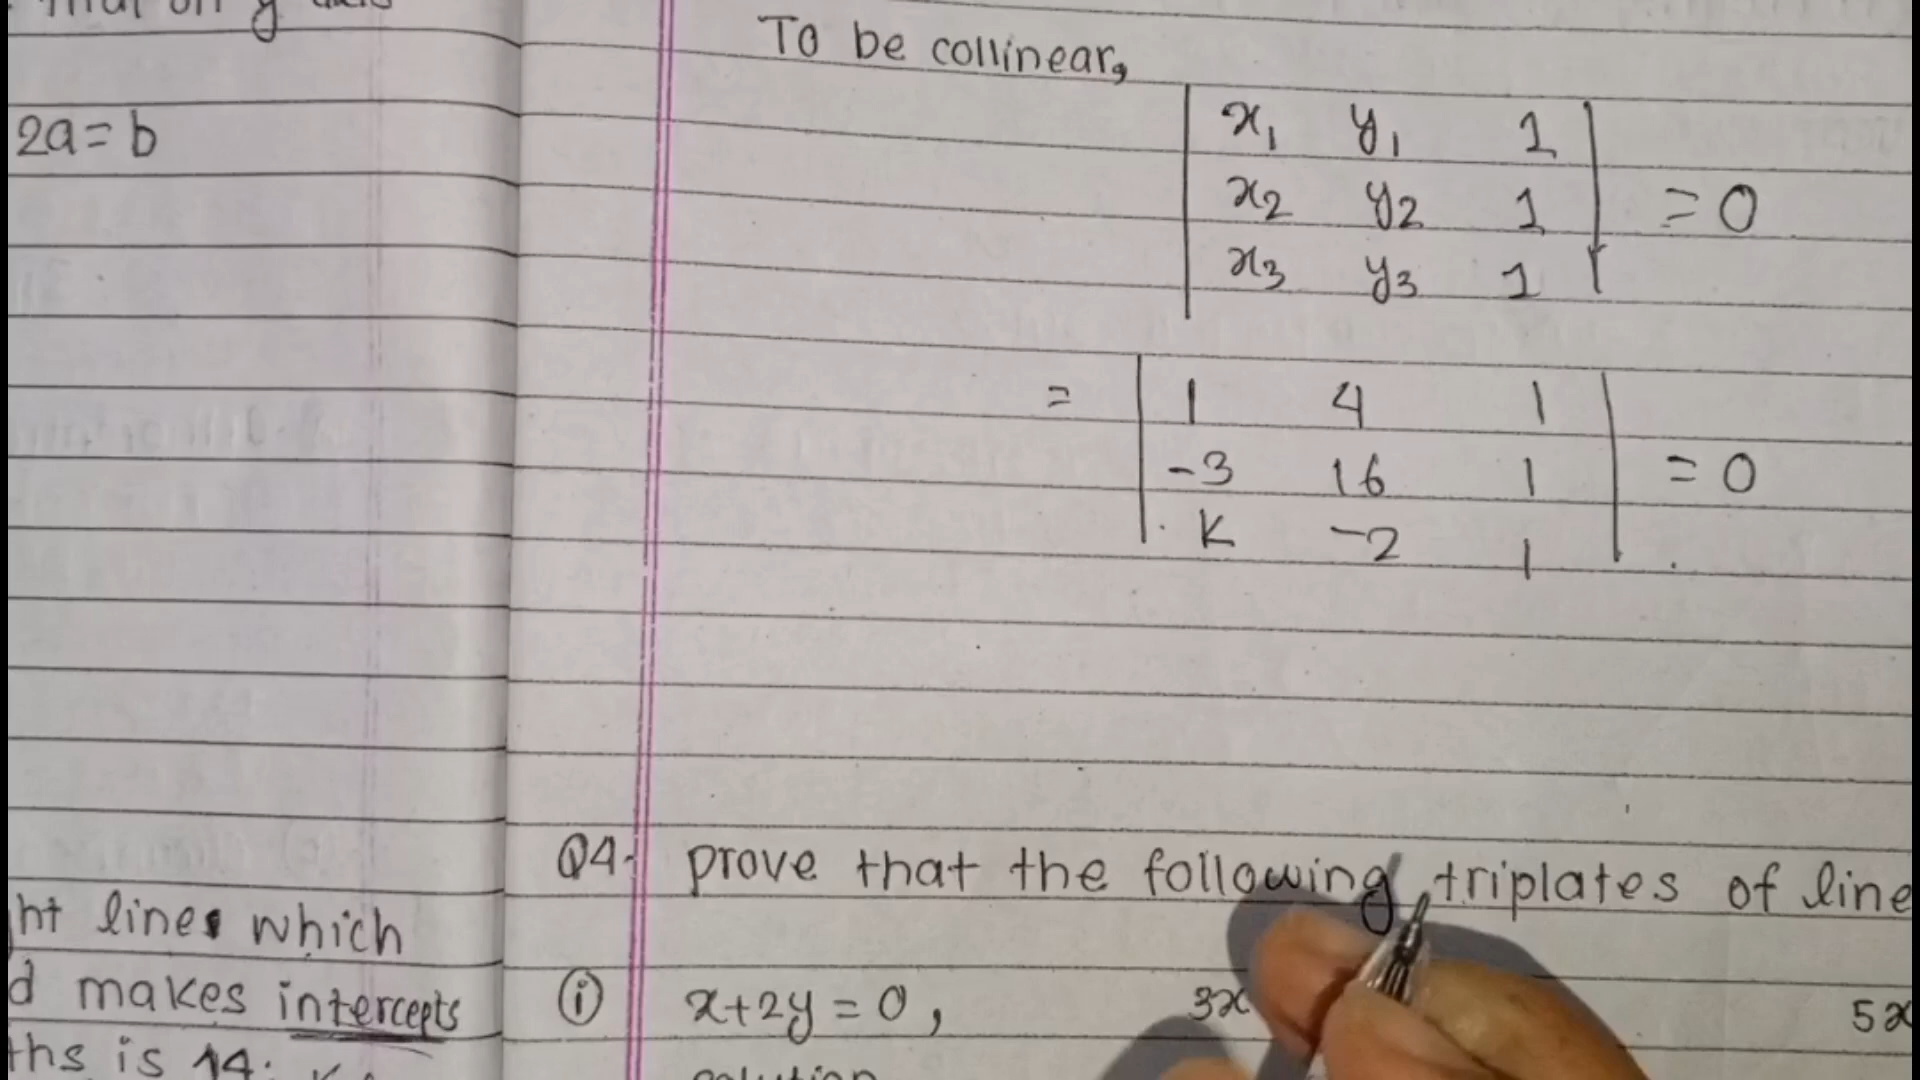 2a = b
ht lines which
d makes intercepts
ths is 14.
To be collinear,
| x₁ y₁ 1 |
| x₂ y₂ 1 | = 0
| x₃ y₃ 1 |
= | 1 4 1 |
| -3 16 1 | = 0
| K -2 1 |
Q4. prove that the following triplates of line
(i) x+2y = 0, 3x 5x
solution